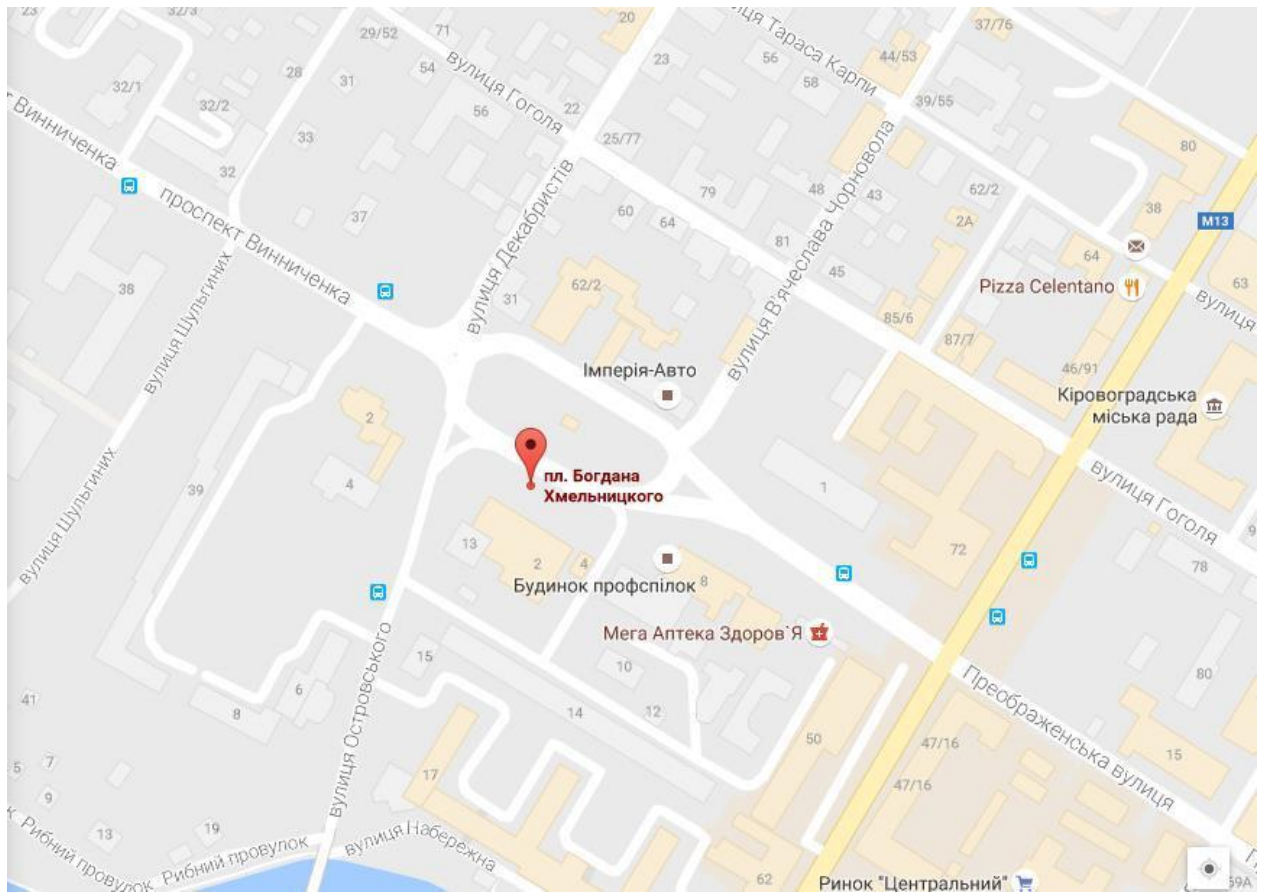 23
32/3
29/52
71
20
37/76
вулиця Тараса Карпи
44/53
32/1
28
31
54
вулиця Гоголя
23
56
58
32/2
56
22
39/55
т Винниченка
33
25/77
80
32
79
48
43
62/2
38
проспект Винниченка
37
60
64
2А
М13
вулиця Декабристів
81
вулиця В'ячеслава Чорновола
64
38
вулиця Шульгиних
31
62/2
45
Pizza Celentano
63
вулиця
85/6
87/7
46/91
Імперія-Авто
Кіровоградська
міська рада
2
пл. Богдана
Хмельницкого
вулиця Гоголя
39
4
1
вулиця Шульгиних
13
2
4
72
78
9
Будинок профспілок
8
Мега Аптека Здоров`Я
15
10
80
6
41
8
14
12
Преображенська вулиця
вулиця Островського
50
47/16
15
5
7
17
47/16
9
13
19
к Рибний провулок
Рибний провулок
вулиця Набережна
62
Ринок "Центральний"
59А